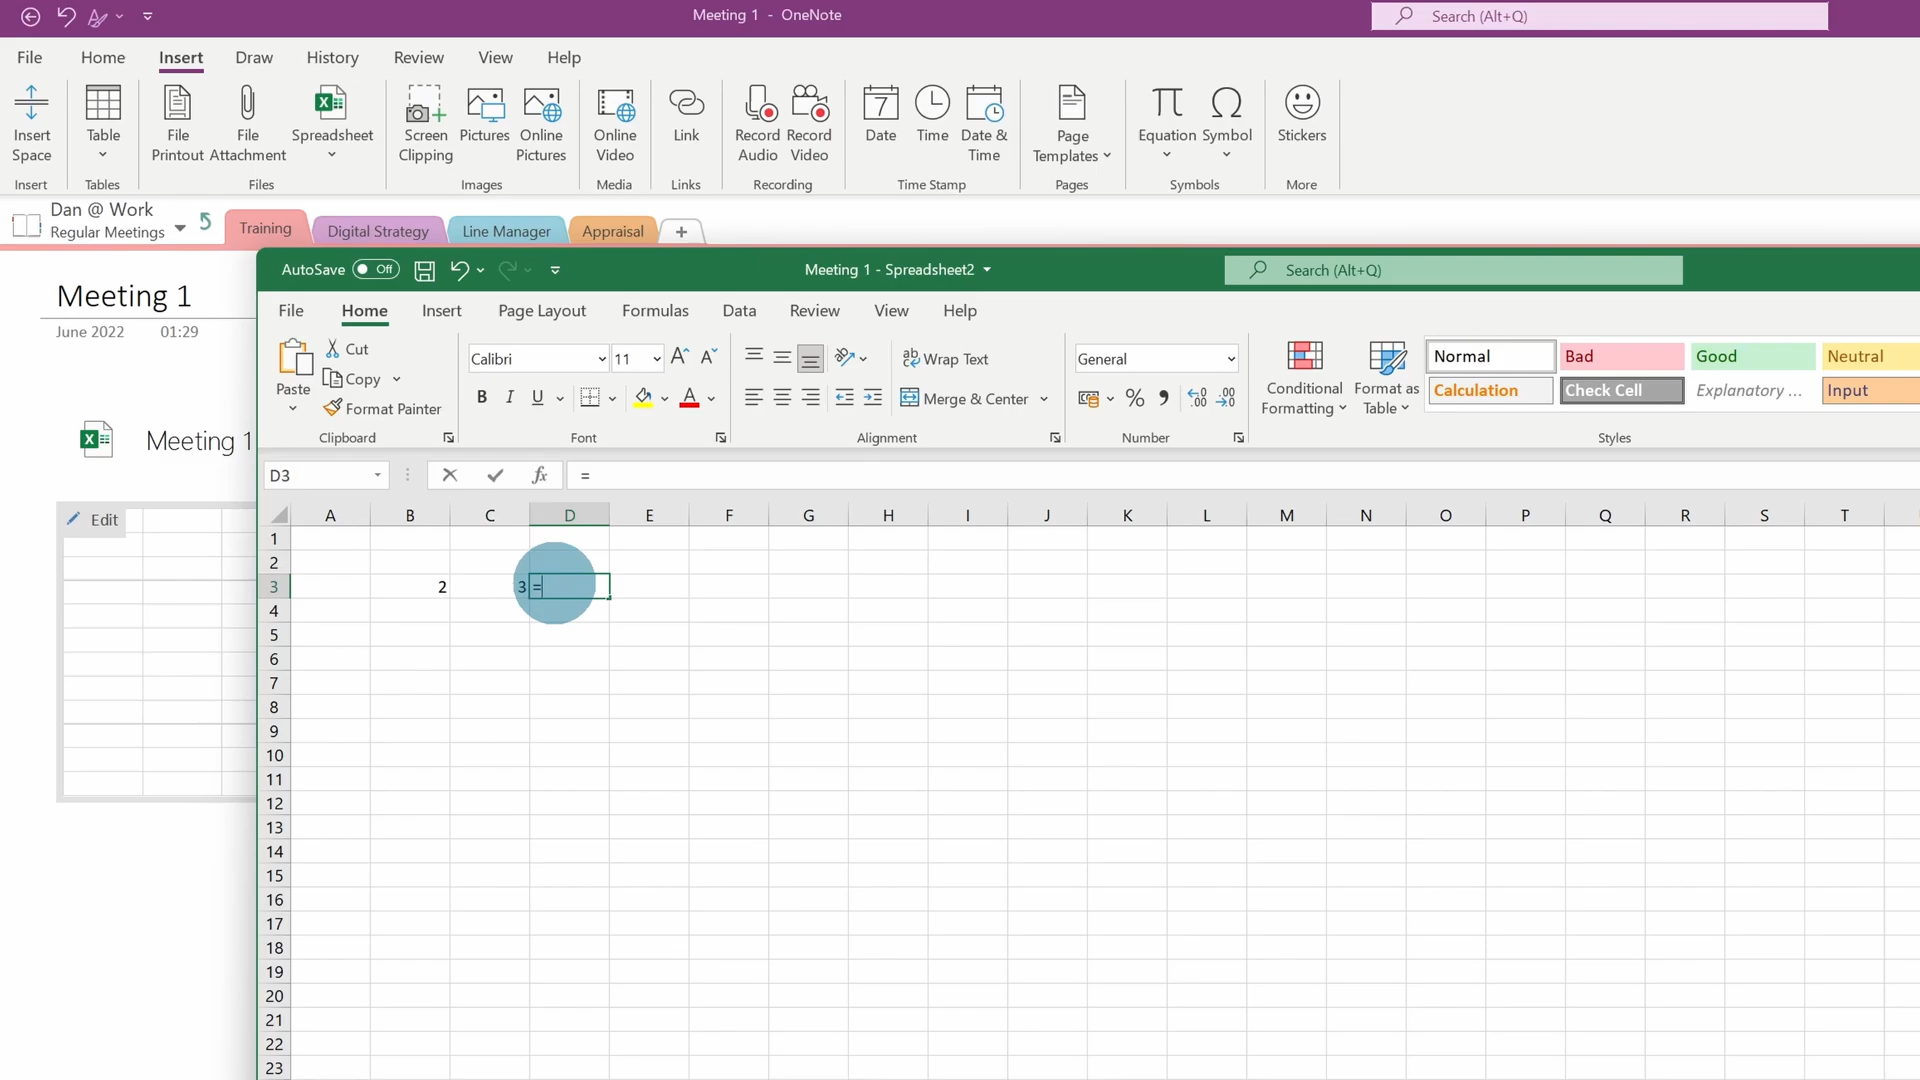 Meeting 1 - OneNote
Search (Alt+Q)
File Home Insert Draw History Review View Help
Insert Space
Table
File Printout
File Attachment
Spreadsheet
Screen Clipping
Pictures
Online Pictures
Online Video
Link
Record Audio
Record Video
Date
Time
Date & Time
Page Templates
Equation
Symbol
Stickers
Insert Tables Files Images Media Links Recording Time Stamp Pages Symbols More
Dan @ Work
Regular Meetings
Training Digital Strategy Line Manager Appraisal +
Meeting 1
June 2022 01:29
Meeting 1
Edit
AutoSave Off
Meeting 1 - Spreadsheet2
Search (Alt+Q)
File Home Insert Page Layout Formulas Data Review View Help
Paste
Cut
Copy
Format Painter
Calibri 11
B I U
ab Wrap Text
Merge & Center
General
Conditional Formatting
Format as Table
Normal Bad Good Neutral
Calculation Check Cell Explanatory ... Input
Clipboard Font Alignment Number Styles
D3 fx =
A B C D E F G H I J K L M N O P Q R S T
1
2
3 2 3 =
4
5
6
7
8
9
10
11
12
13
14
15
16
17
18
19
20
21
22
23